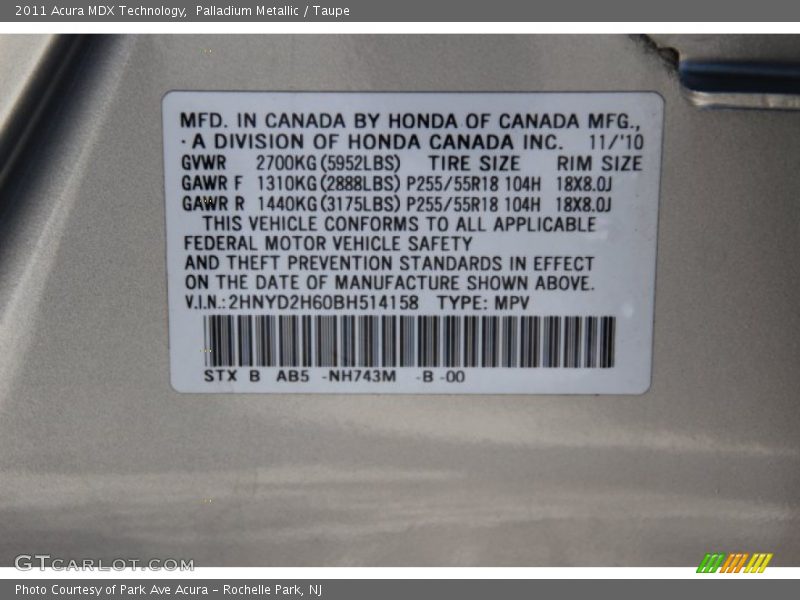 2011 Acura MDX Technology,  Palladium Metallic / Taupe
MFD. IN CANADA BY HONDA OF CANADA MFG.,
· A DIVISION OF HONDA CANADA INC.  11/'10
GVWR  2700KG (5952LBS)  TIRE SIZE  RIM SIZE
GAWR F  1310KG (2888LBS) P255/55R18 104H  18X8.0J
GAWR R  1440KG (3175LBS) P255/55R18 104H  18X8.0J
THIS VEHICLE CONFORMS TO ALL APPLICABLE
FEDERAL MOTOR VEHICLE SAFETY
AND THEFT PREVENTION STANDARDS IN EFFECT
ON THE DATE OF MANUFACTURE SHOWN ABOVE.
V.I.N.: 2HNYD2H60BH514158  TYPE: MPV
STX  B  AB5  -NH743M  -B -00
GTCARLOT.COM
Photo Courtesy of Park Ave Acura - Rochelle Park, NJ